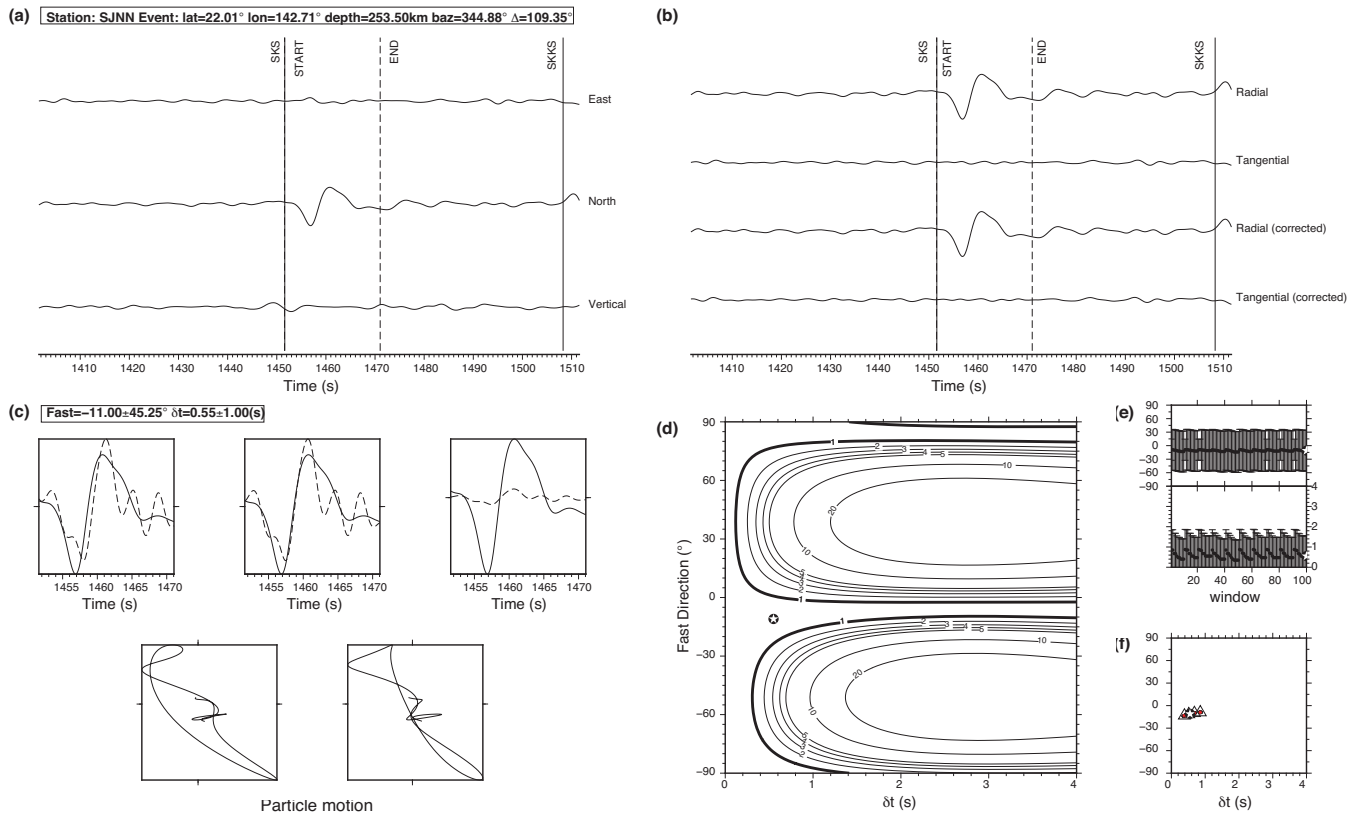 (a) Station: SJNN Event: lat=22.01° lon=142.71° depth=253.50km baz=344.88° Δ=109.35°
SKS START END SKKS
East
North
Vertical
1410 1420 1430 1440 1450 1460 1470 1480 1490 1500 1510
Time (s)
(b)
SKS START END SKKS
Radial
Tangential
Radial (corrected)
Tangential (corrected)
1410 1420 1430 1440 1450 1460 1470 1480 1490 1500 1510
Time (s)
(c) Fast=−11.00±45.25° δt=0.55±1.00(s)
1455 1460 1465 1470
Time (s)
1455 1460 1465 1470
Time (s)
1455 1460 1465 1470
Time (s)
Particle motion
(d)
Fast Direction (°)
90
60
30
0
−30
−60
−90
1 2 3 4 5 10
20
10
1
1 2 3 4 5 10
20
10
0 1 2 3 4
δt (s)
(e)
90
60
30
0
−30
−60
−90
4
3
2
1
0
20 40 60 80 100
window
(f)
90
60
30
0
−30
−60
−90
0 1 2 3 4
δt (s)